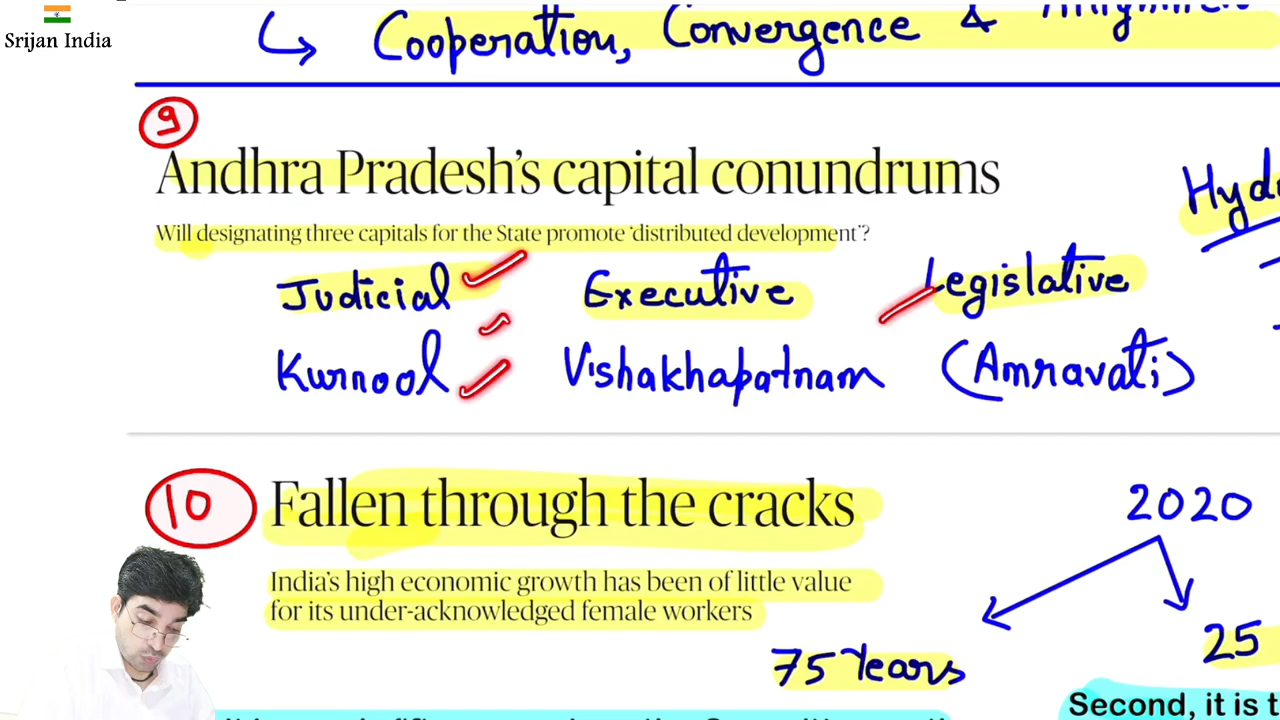 Srijan India
↳ Cooperation, Convergence &
9
Andhra Pradesh's capital conundrums
Will designating three capitals for the State promote 'distributed development'?
Judicial Executive Legislative
Kurnool Vishakhapatnam (Amravati)
10
Fallen through the cracks
2020
India's high economic growth has been of little value
for its under-acknowledged female workers
75 Years
25
Second, it is t